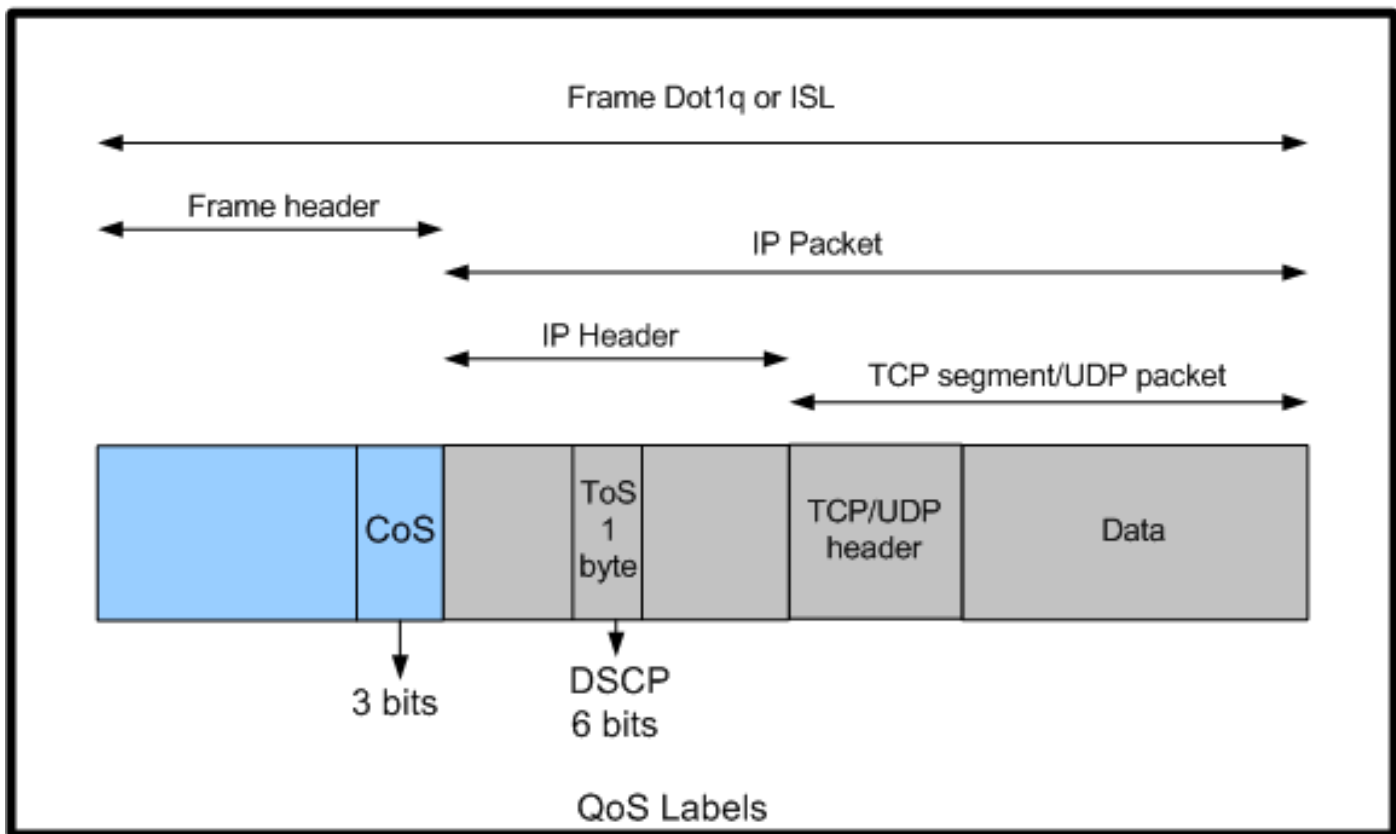 Frame Dot1q or ISL
Frame header
IP Packet
IP Header
TCP segment/UDP packet
CoS
ToS
1
byte
TCP/UDP
header
Data
3 bits
DSCP
6 bits
QoS Labels